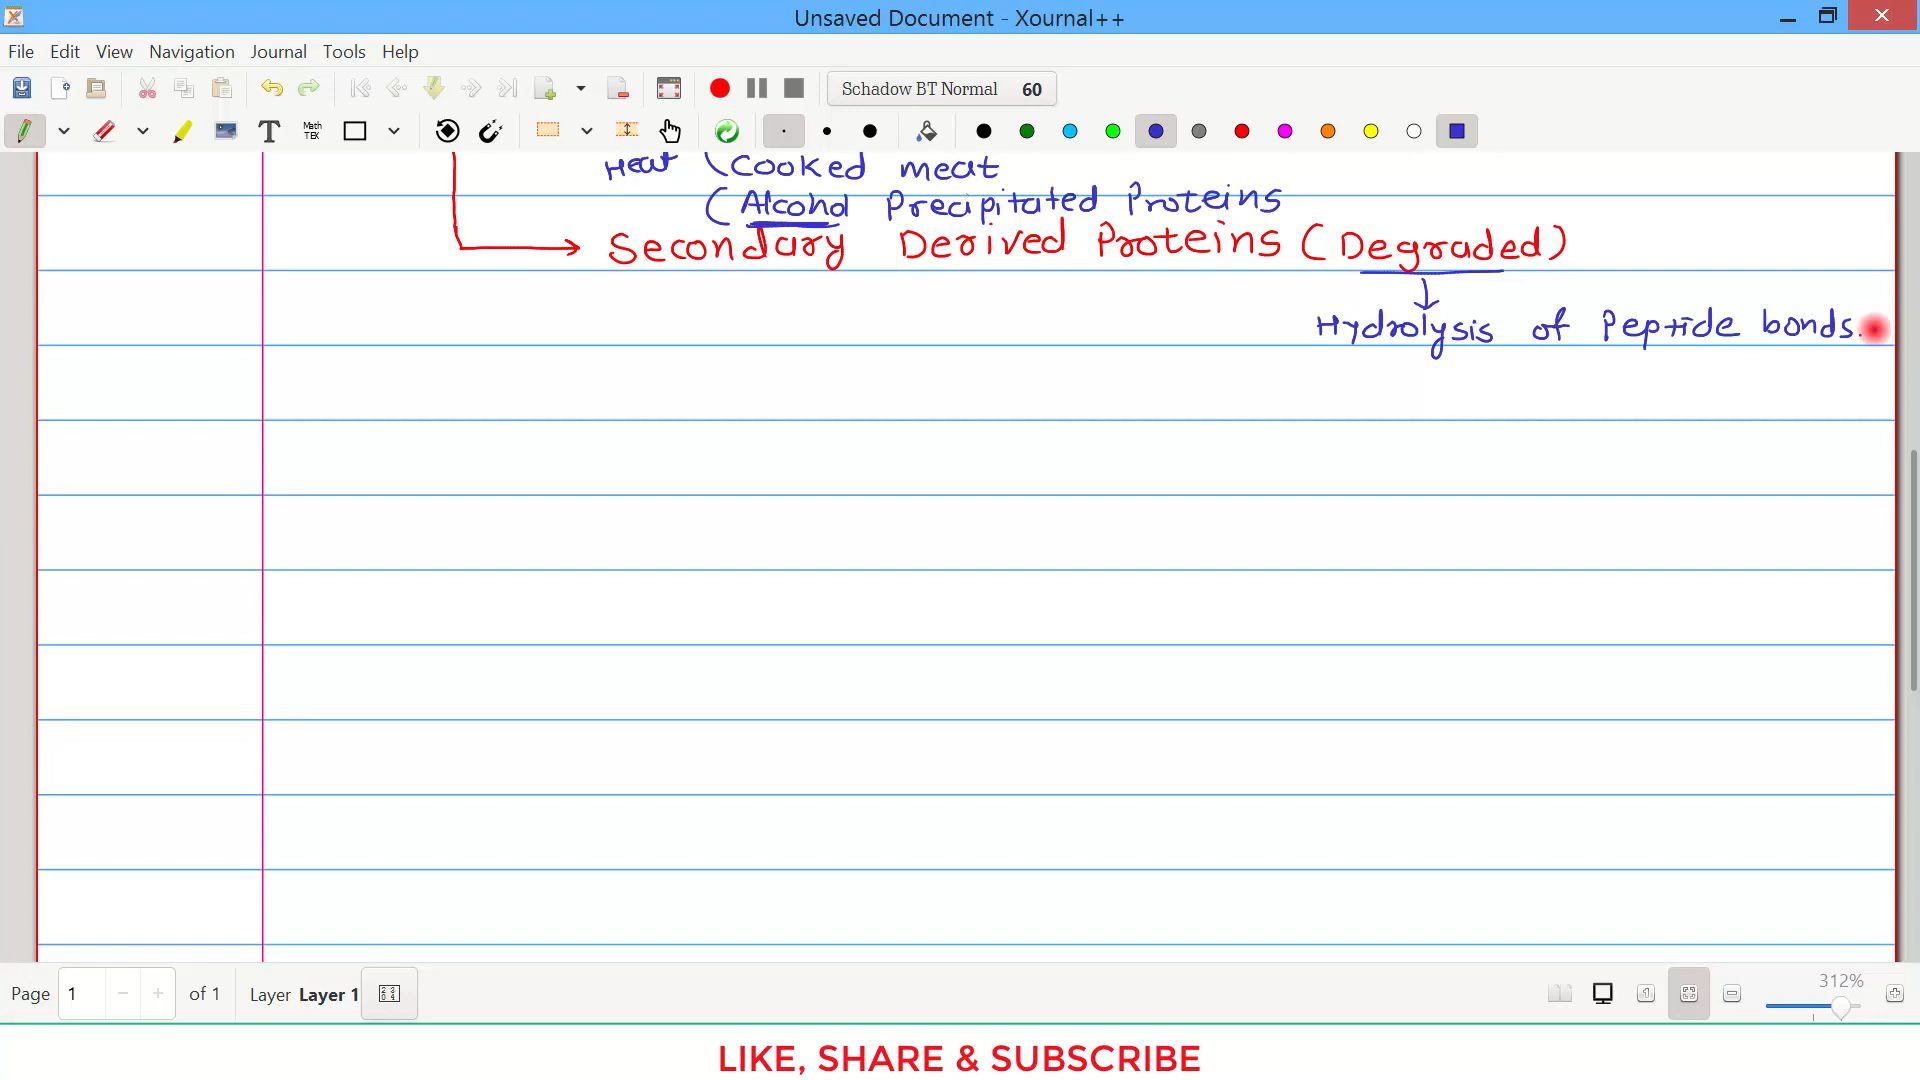 Unsaved Document - Xournal++
File Edit View Navigation Journal Tools Help
Schadow BT Normal 60
Math TEX
Heat (Cooked meat
(Alcohol Precipitated Proteins
Secondary Derived Proteins (Degraded)
Hydrolysis of Peptide bonds.
Page 1 of 1 Layer Layer 1
312%
LIKE, SHARE & SUBSCRIBE